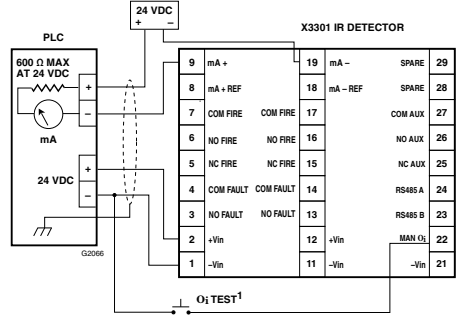 24 VDC
+ –
PLC
X3301 IR DETECTOR
600 Ω MAX
AT 24 VDC
+
–
mA
24 VDC
+
–
G2066
9 mA + 19 mA – SPARE 29
8 mA + REF 18 mA – REF SPARE 28
7 COM FIRE COM FIRE 17 COM AUX 27
6 NO FIRE NO FIRE 16 NO AUX 26
5 NC FIRE NC FIRE 15 NC AUX 25
4 COM FAULT COM FAULT 14 RS485 A 24
3 NO FAULT NO FAULT 13 RS485 B 23
2 +Vin 12 +Vin MAN Oi 22
1 –Vin 11 –Vin –Vin 21
Oi TEST1